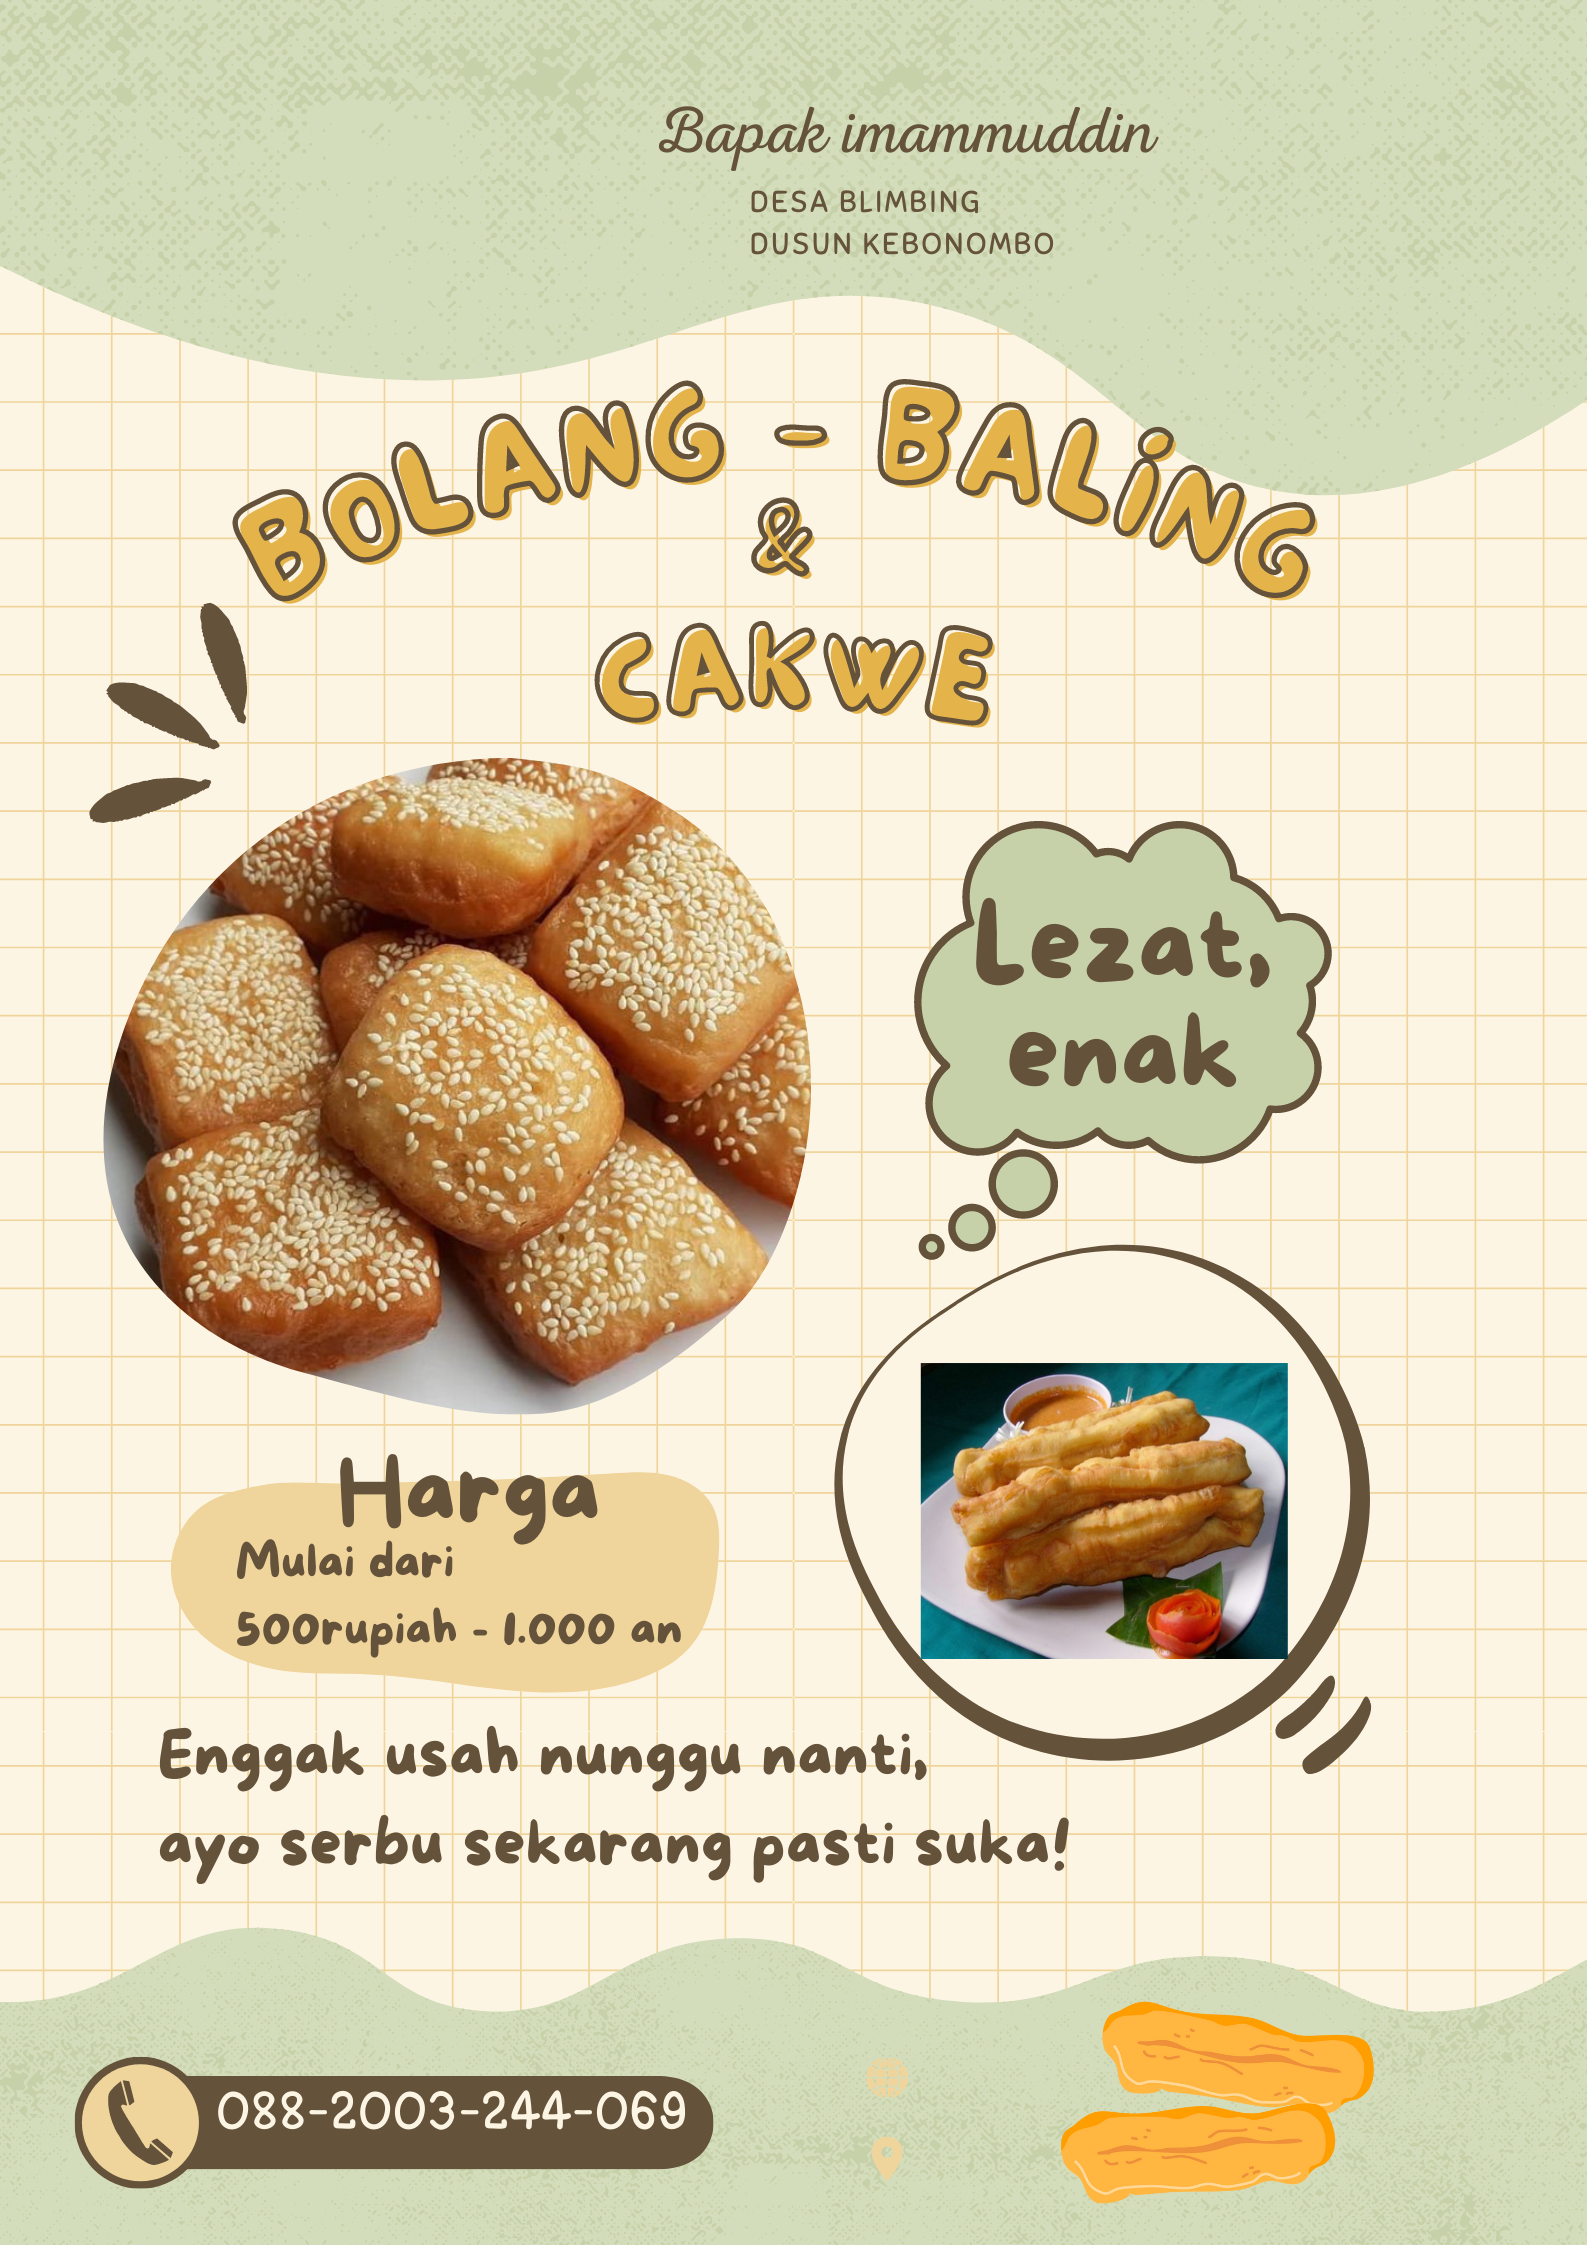 Bapak imammuddin
DESA BLIMBING
DUSUN KEBONOMBO
BOLANG - BALiNG
&
CAKWE
Lezat,
enak
Harga
Mulai dari
500rupiah - 1.000 an
Enggak usah nunggu nanti,
ayo serbu sekarang pasti suka!
088-2003-244-069